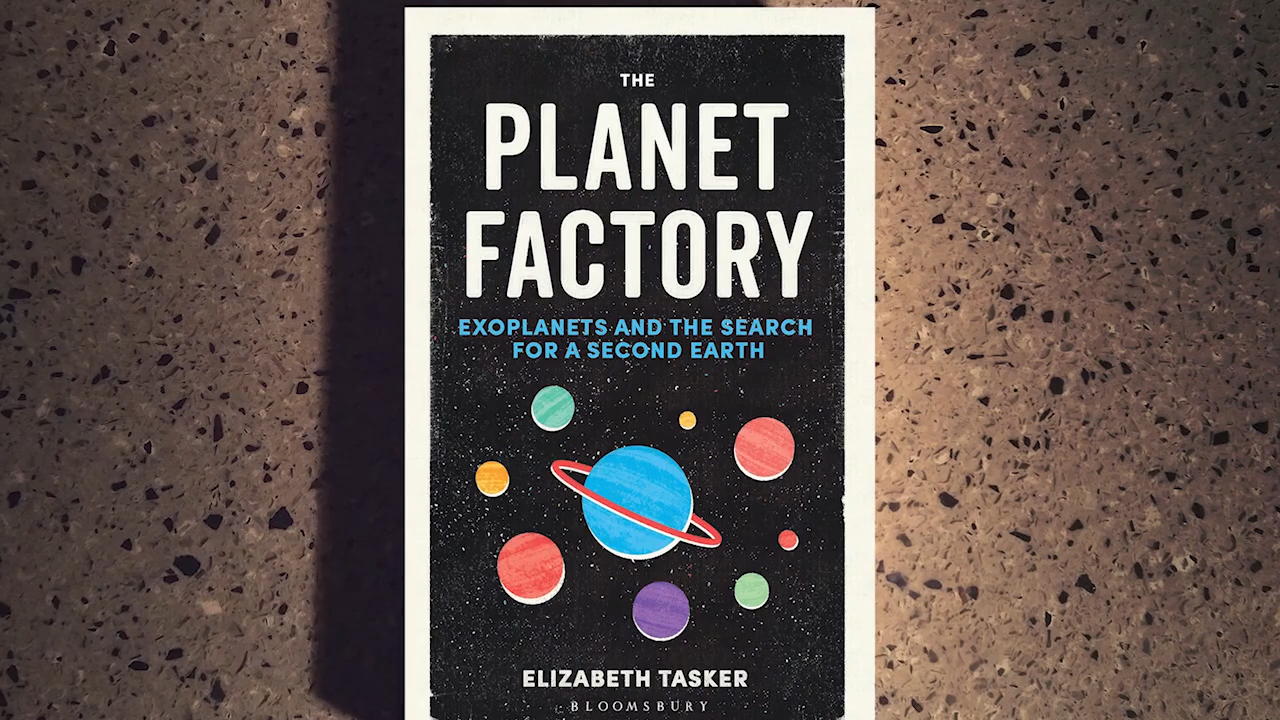 THE
PLANET
FACTORY
EXOPLANETS AND THE SEARCH
FOR A SECOND EARTH
ELIZABETH TASKER
BLOOMSBURY